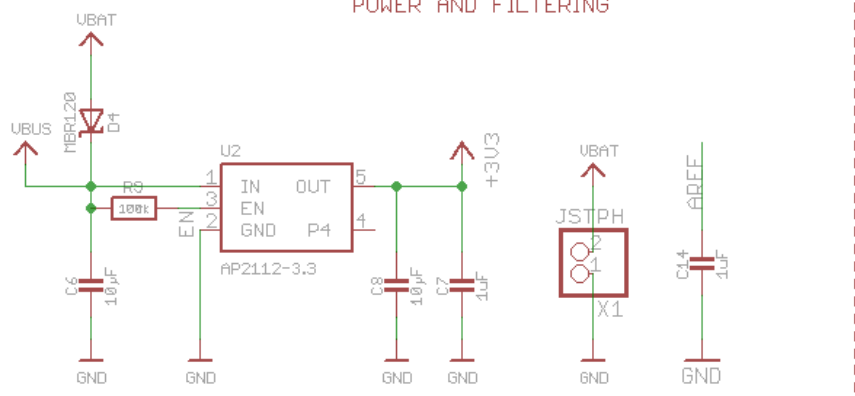 POWER AND FILTERING
VBAT
MBR120
D4
VBUS
U2
+3V3
VBAT
AREF
R9
100k
EN
1
3
2
IN
EN
GND
OUT
P4
5
4
AP2112-3.3
JSTPH
2
1
X1
C6
10µF
C8
10µF
C7
1uF
C14
1uF
GND
GND
GND
GND
GND
GND